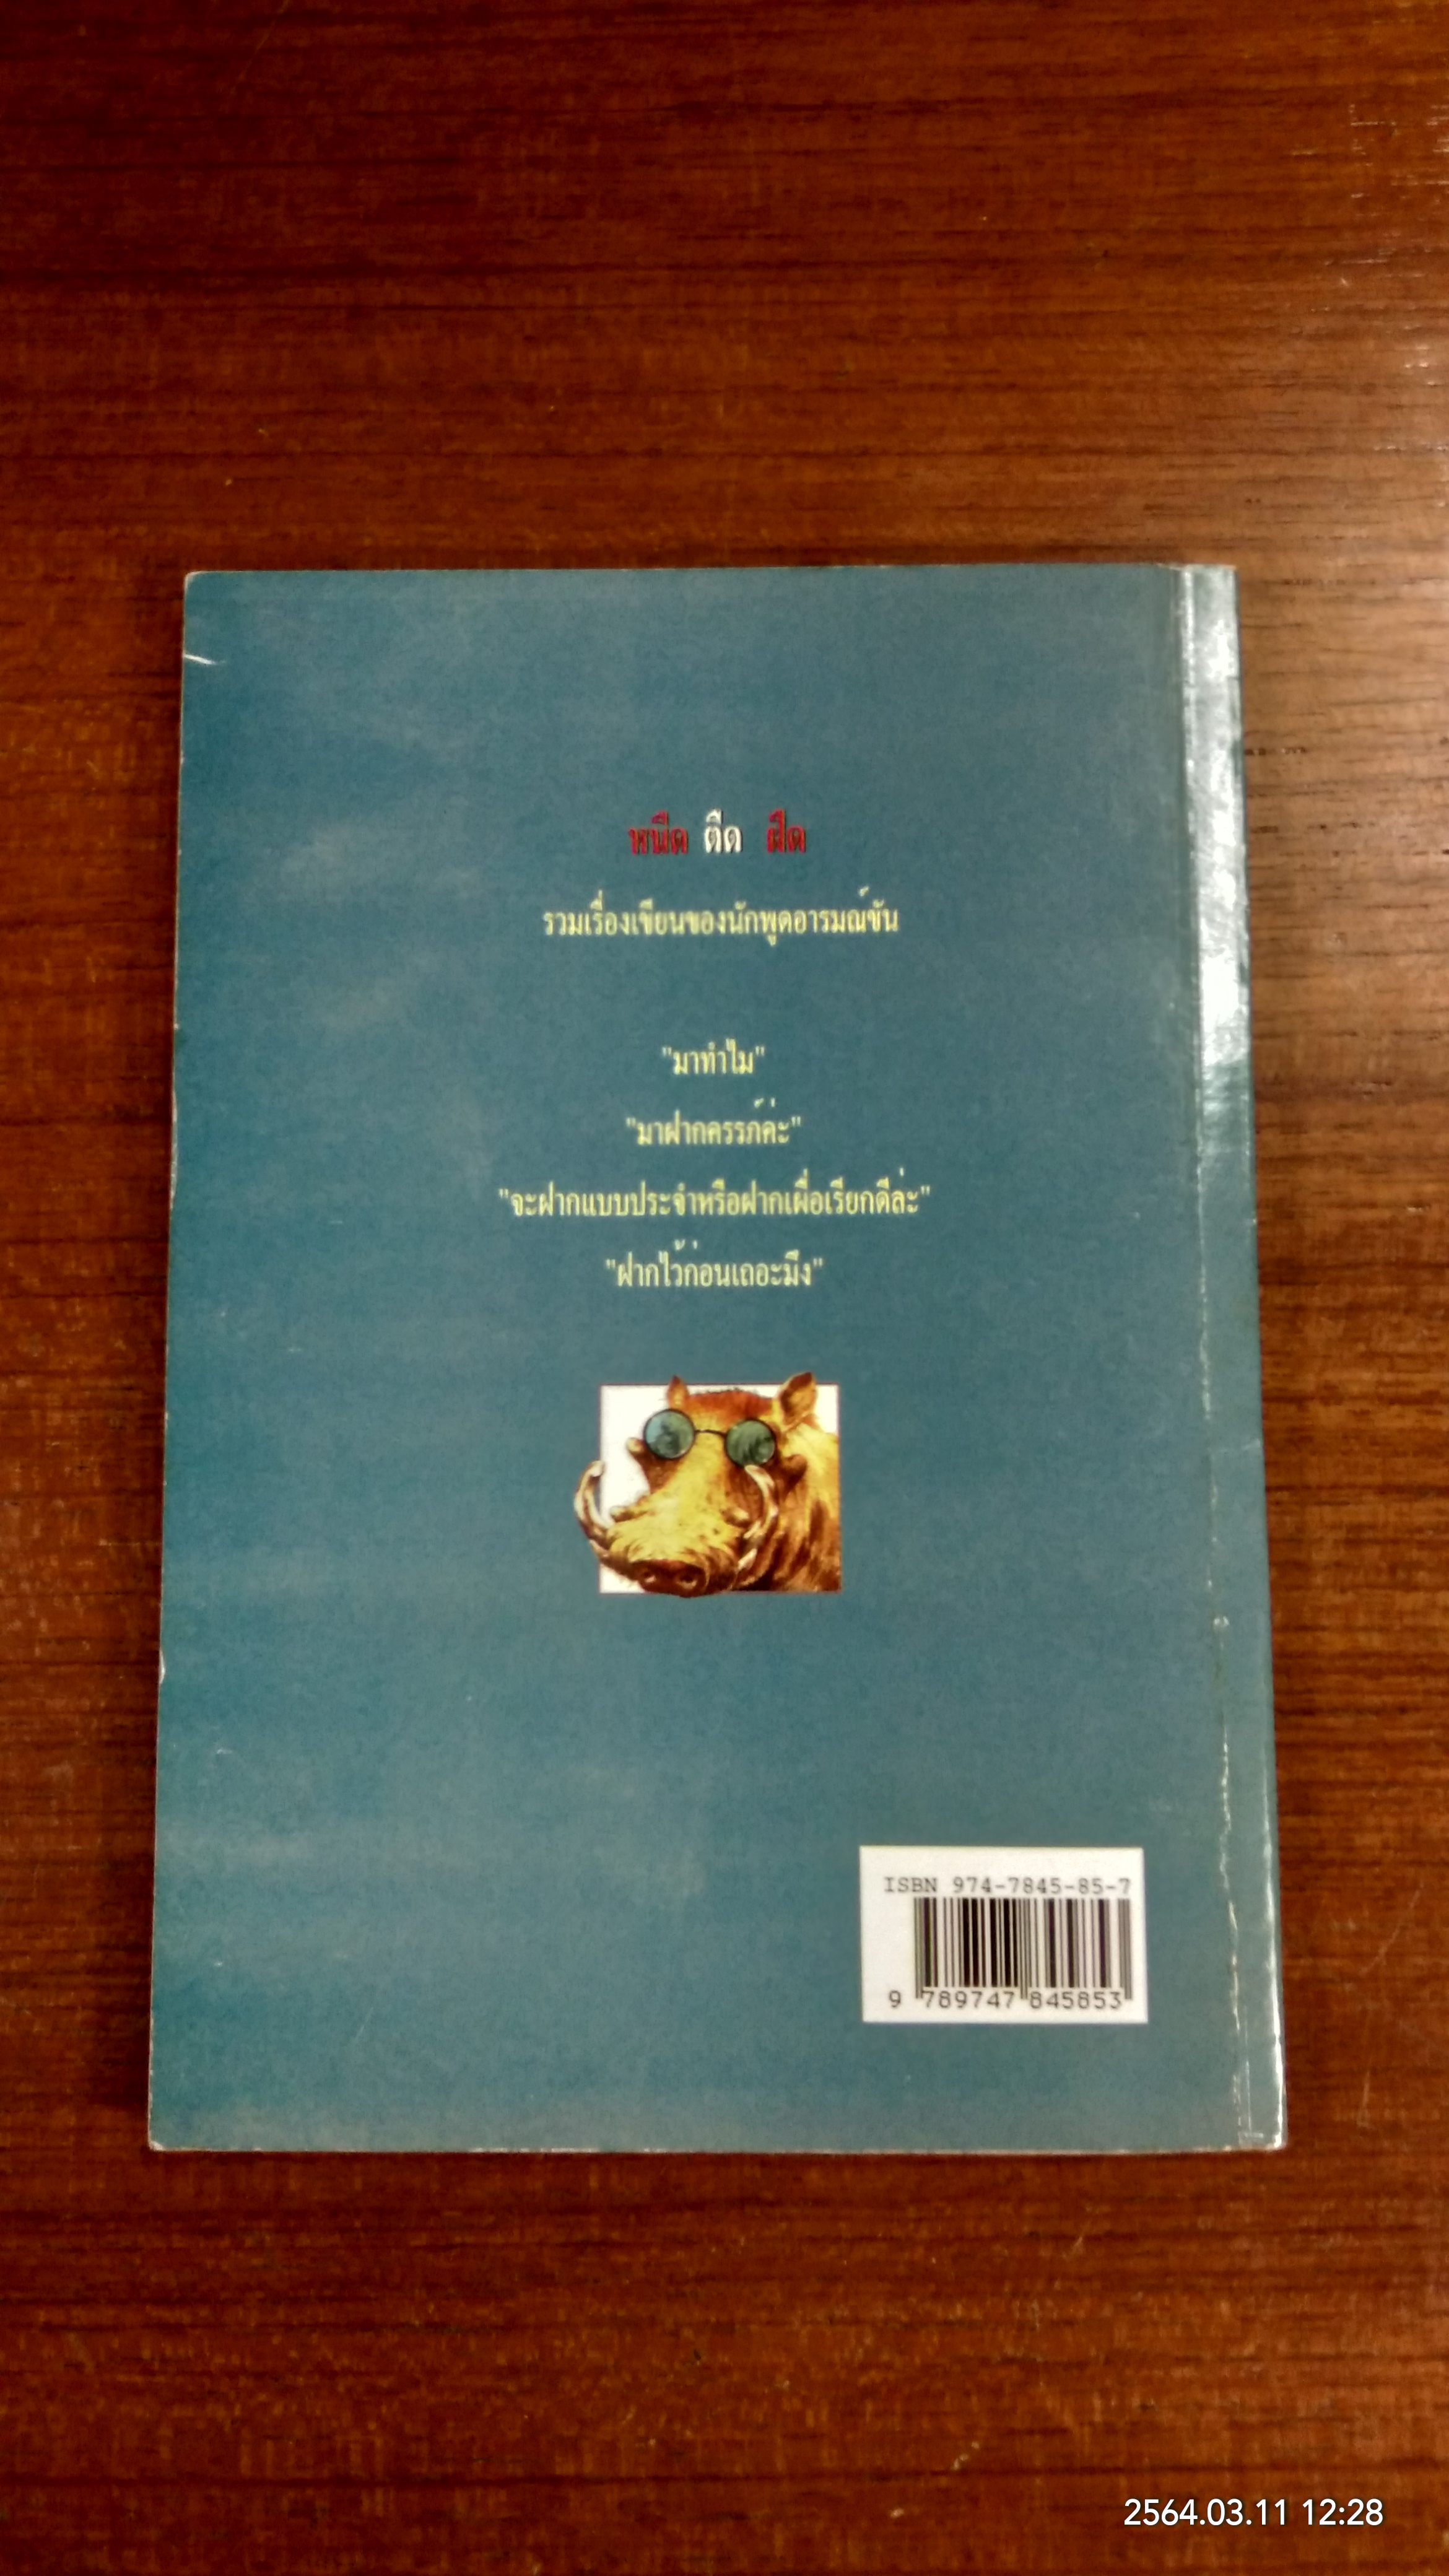 หนีด ตืด ฝืด
รวมเรื่องเขียนของนักพูดอารมณ์ขัน
"มาทำไม"
"มาฝากครรภ์ค่ะ"
"จะฝากแบบประจำหรือฝากเผื่อเรียกดีล่ะ"
"ฝากไว้ก่อนเถอะมึง"
ISBN 974-7845-85-7
9 789747 845853
2564.03.11 12:28